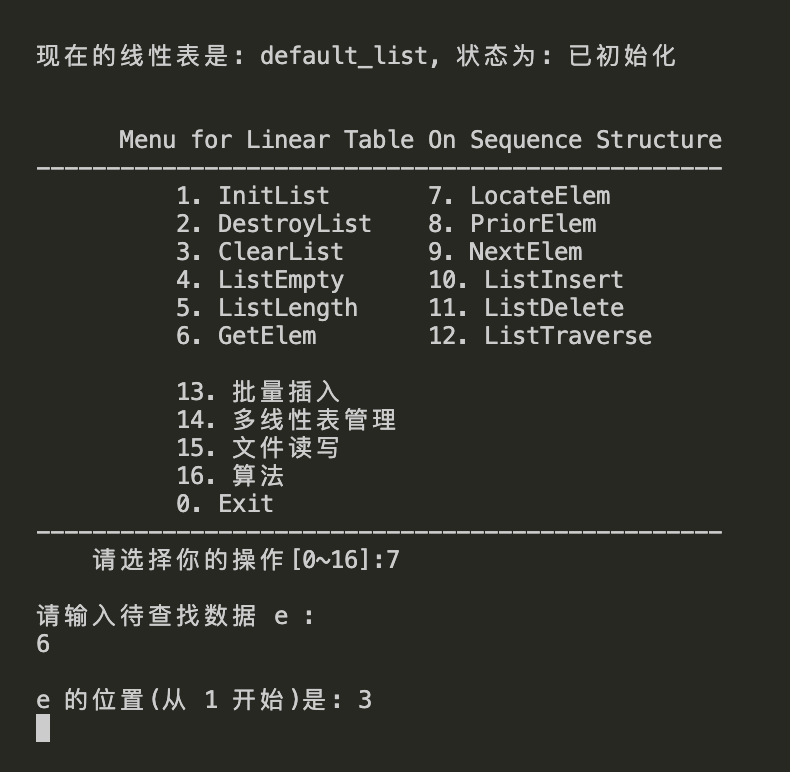 现在的线性表是: default_list, 状态为: 已初始化
Menu for Linear Table On Sequence Structure
-------------------------------------------------
1. InitList 7. LocateElem
2. DestroyList 8. PriorElem
3. ClearList 9. NextElem
4. ListEmpty 10. ListInsert
5. ListLength 11. ListDelete
6. GetElem 12. ListTraverse
13. 批量插入
14. 多线性表管理
15. 文件读写
16. 算法
0. Exit
-------------------------------------------------
请选择你的操作[0~16]:7
请输入待查找数据 e :
6
e 的位置(从 1 开始)是: 3